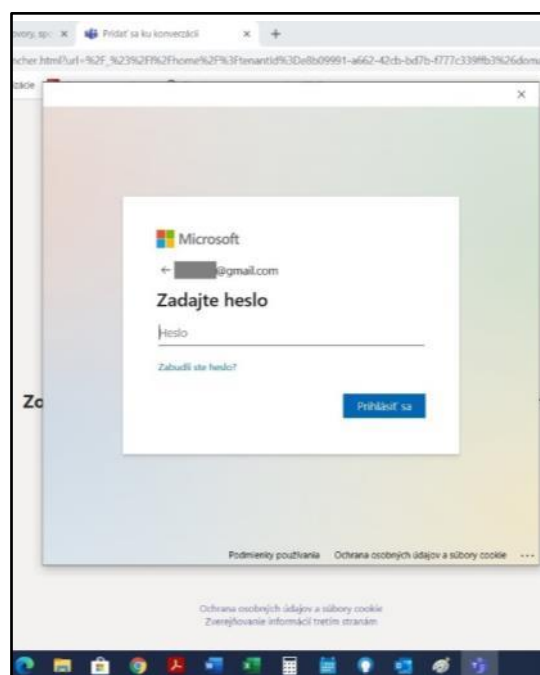 Pridať sa ku konverzácii
Microsoft
@gmail.com
Zadajte heslo
Heslo
Zabudli ste heslo?
Prihlásiť sa
Zo
Podmienky používania Ochrana osobných údajov a súbory cookie
Ochrana osobných údajov a súbory cookie
Zverejňovanie informácií tretím stranám